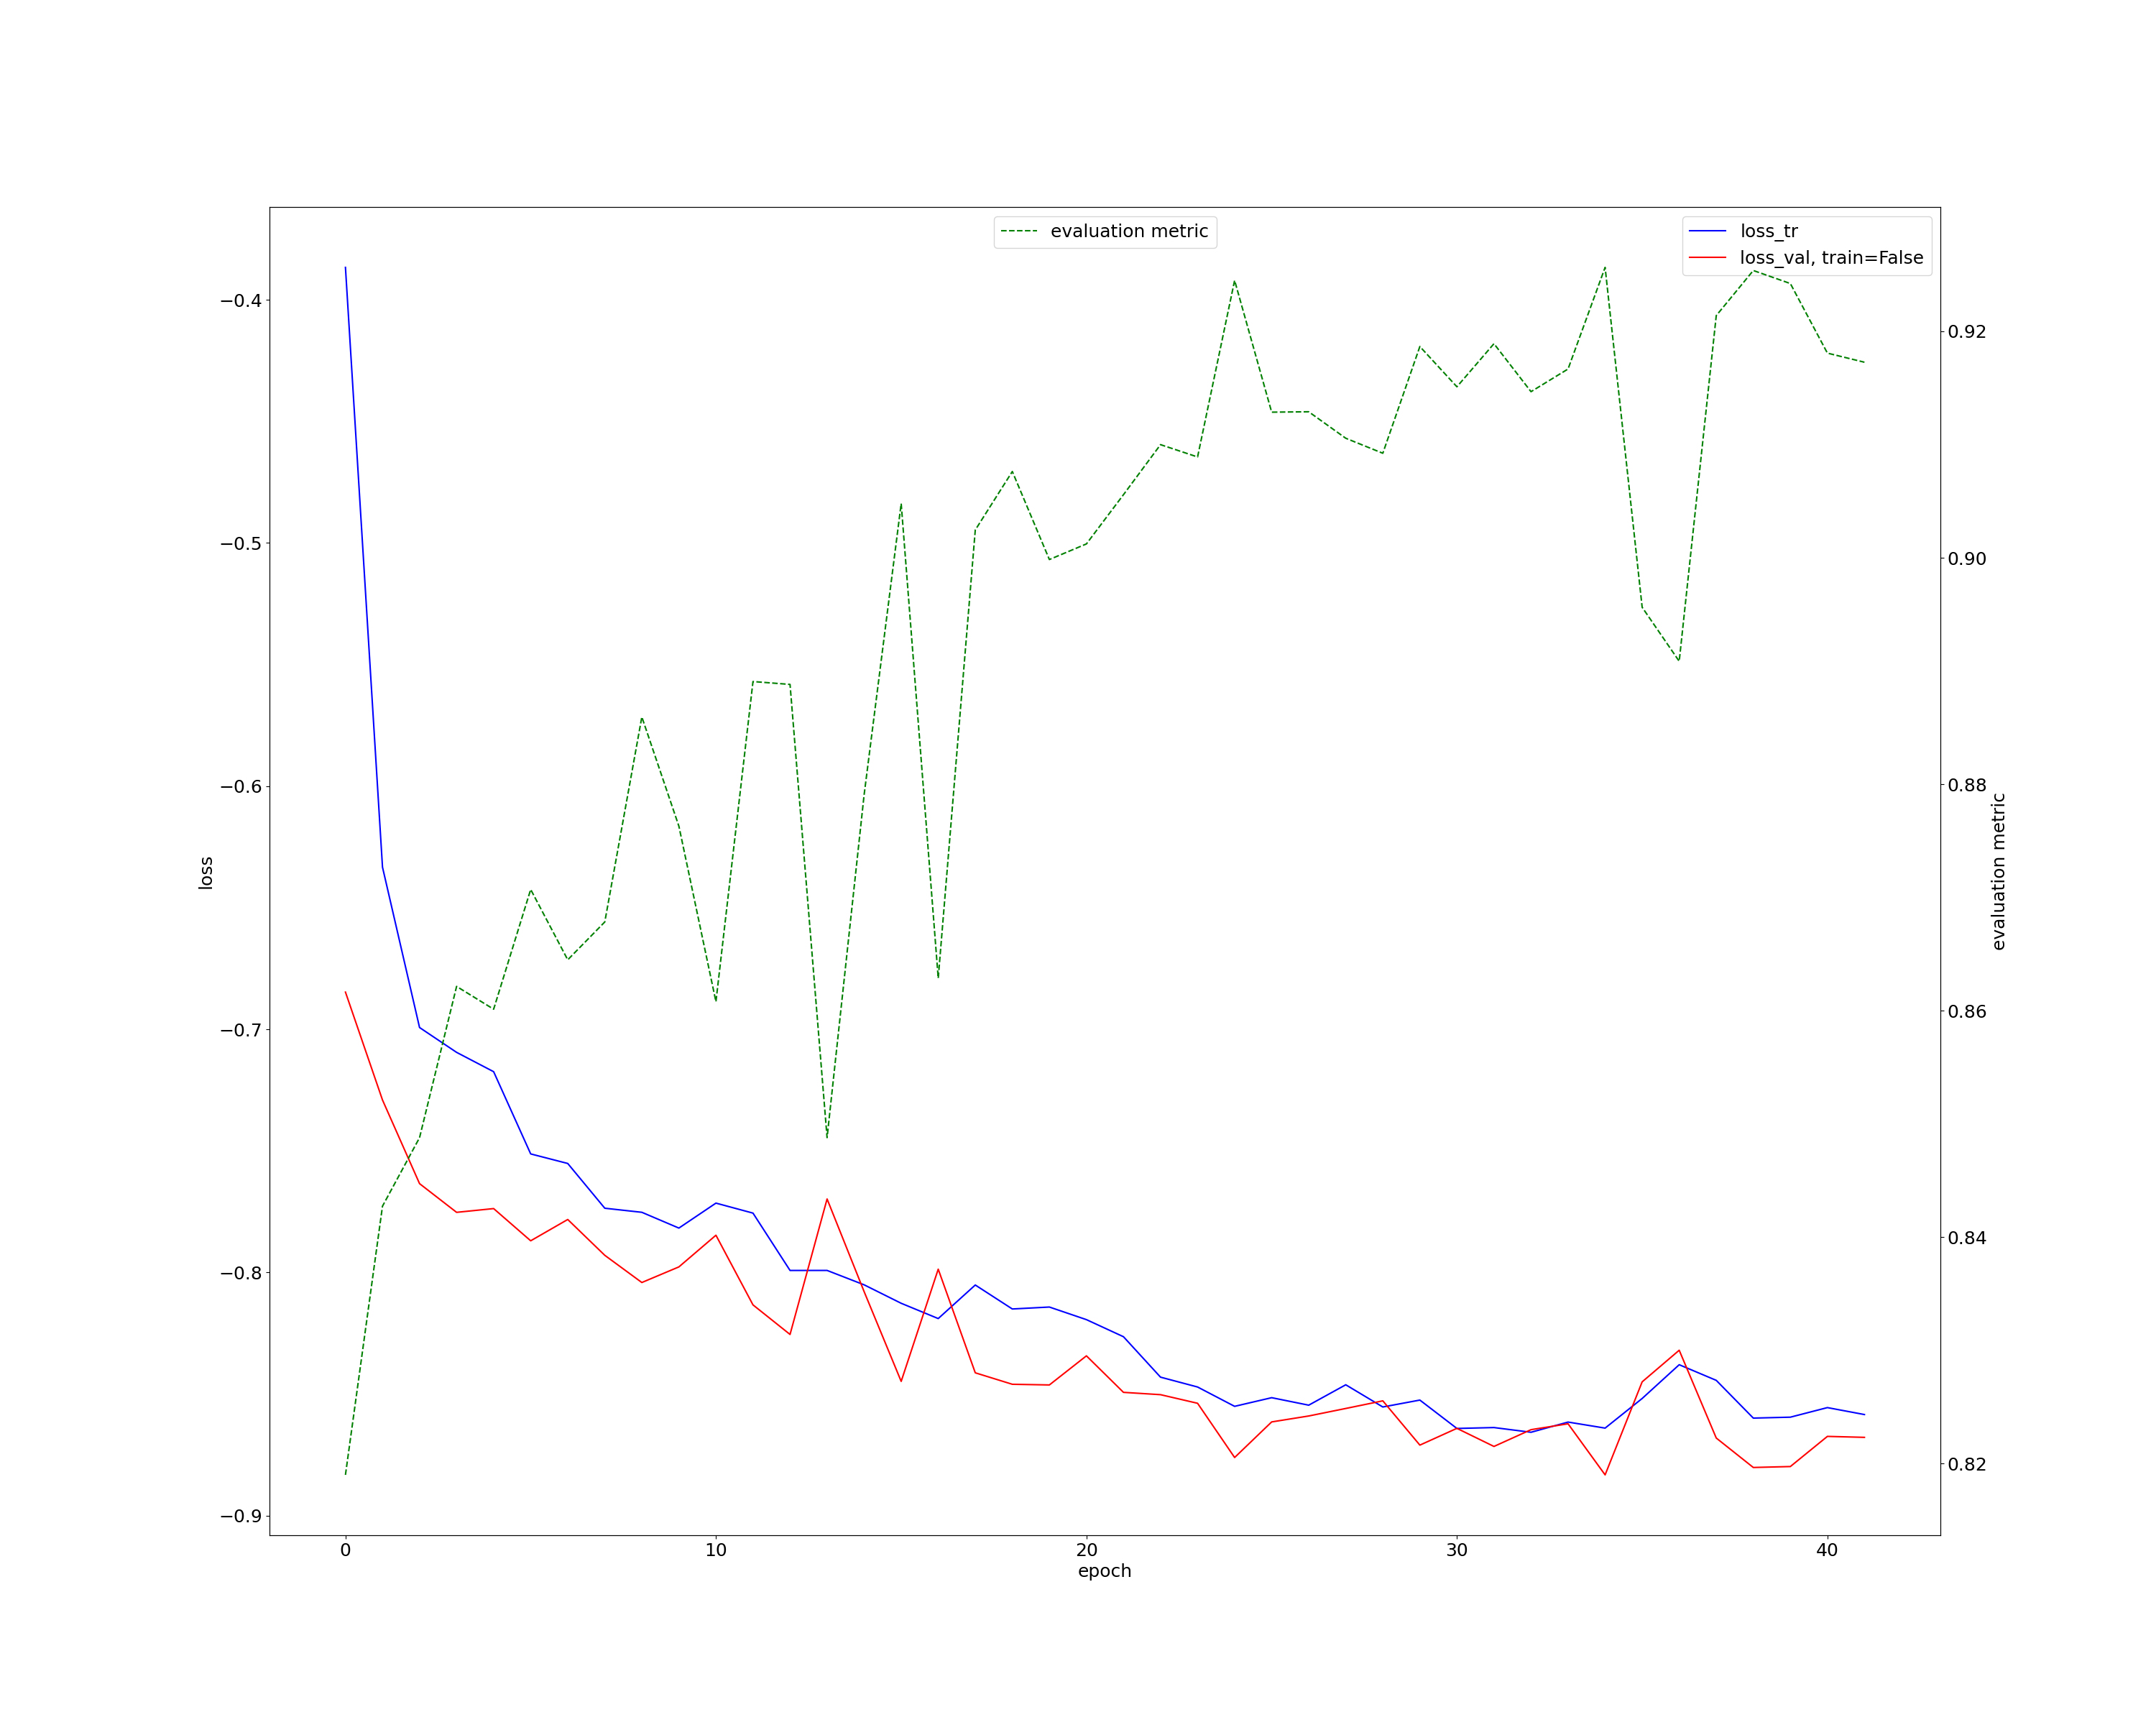 evaluation metric
loss_tr
loss_val, train=False
−0.4
−0.5
−0.6
−0.7
−0.8
−0.9
loss
0.92
0.90
0.88
0.86
0.84
0.82
evaluation metric
0 10 20 30 40
epoch